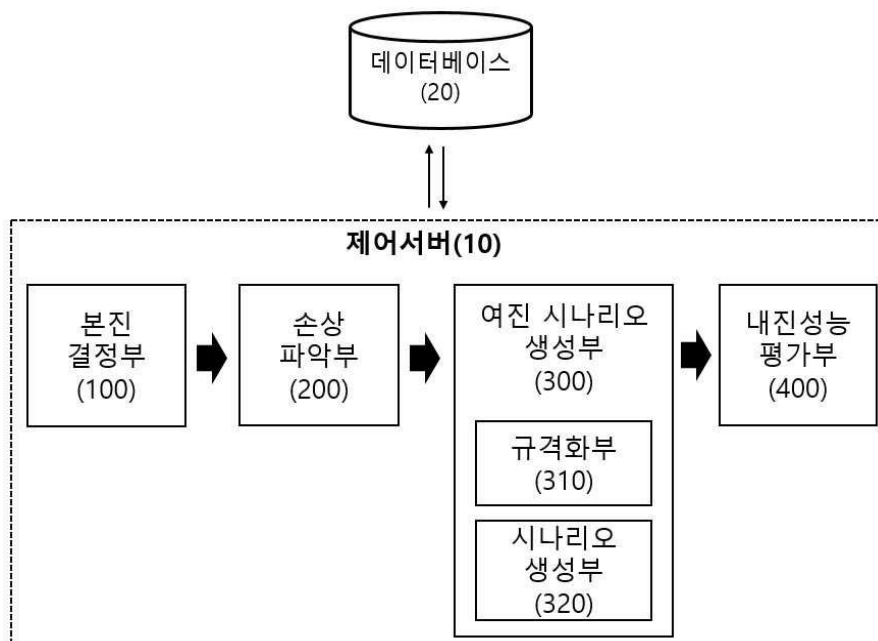 데이터베이스
(20)
제어서버(10)
본진
결정부
(100)
손상
파악부
(200)
여진 시나리오
생성부
(300)
규격화부
(310)
시나리오
생성부
(320)
내진성능
평가부
(400)